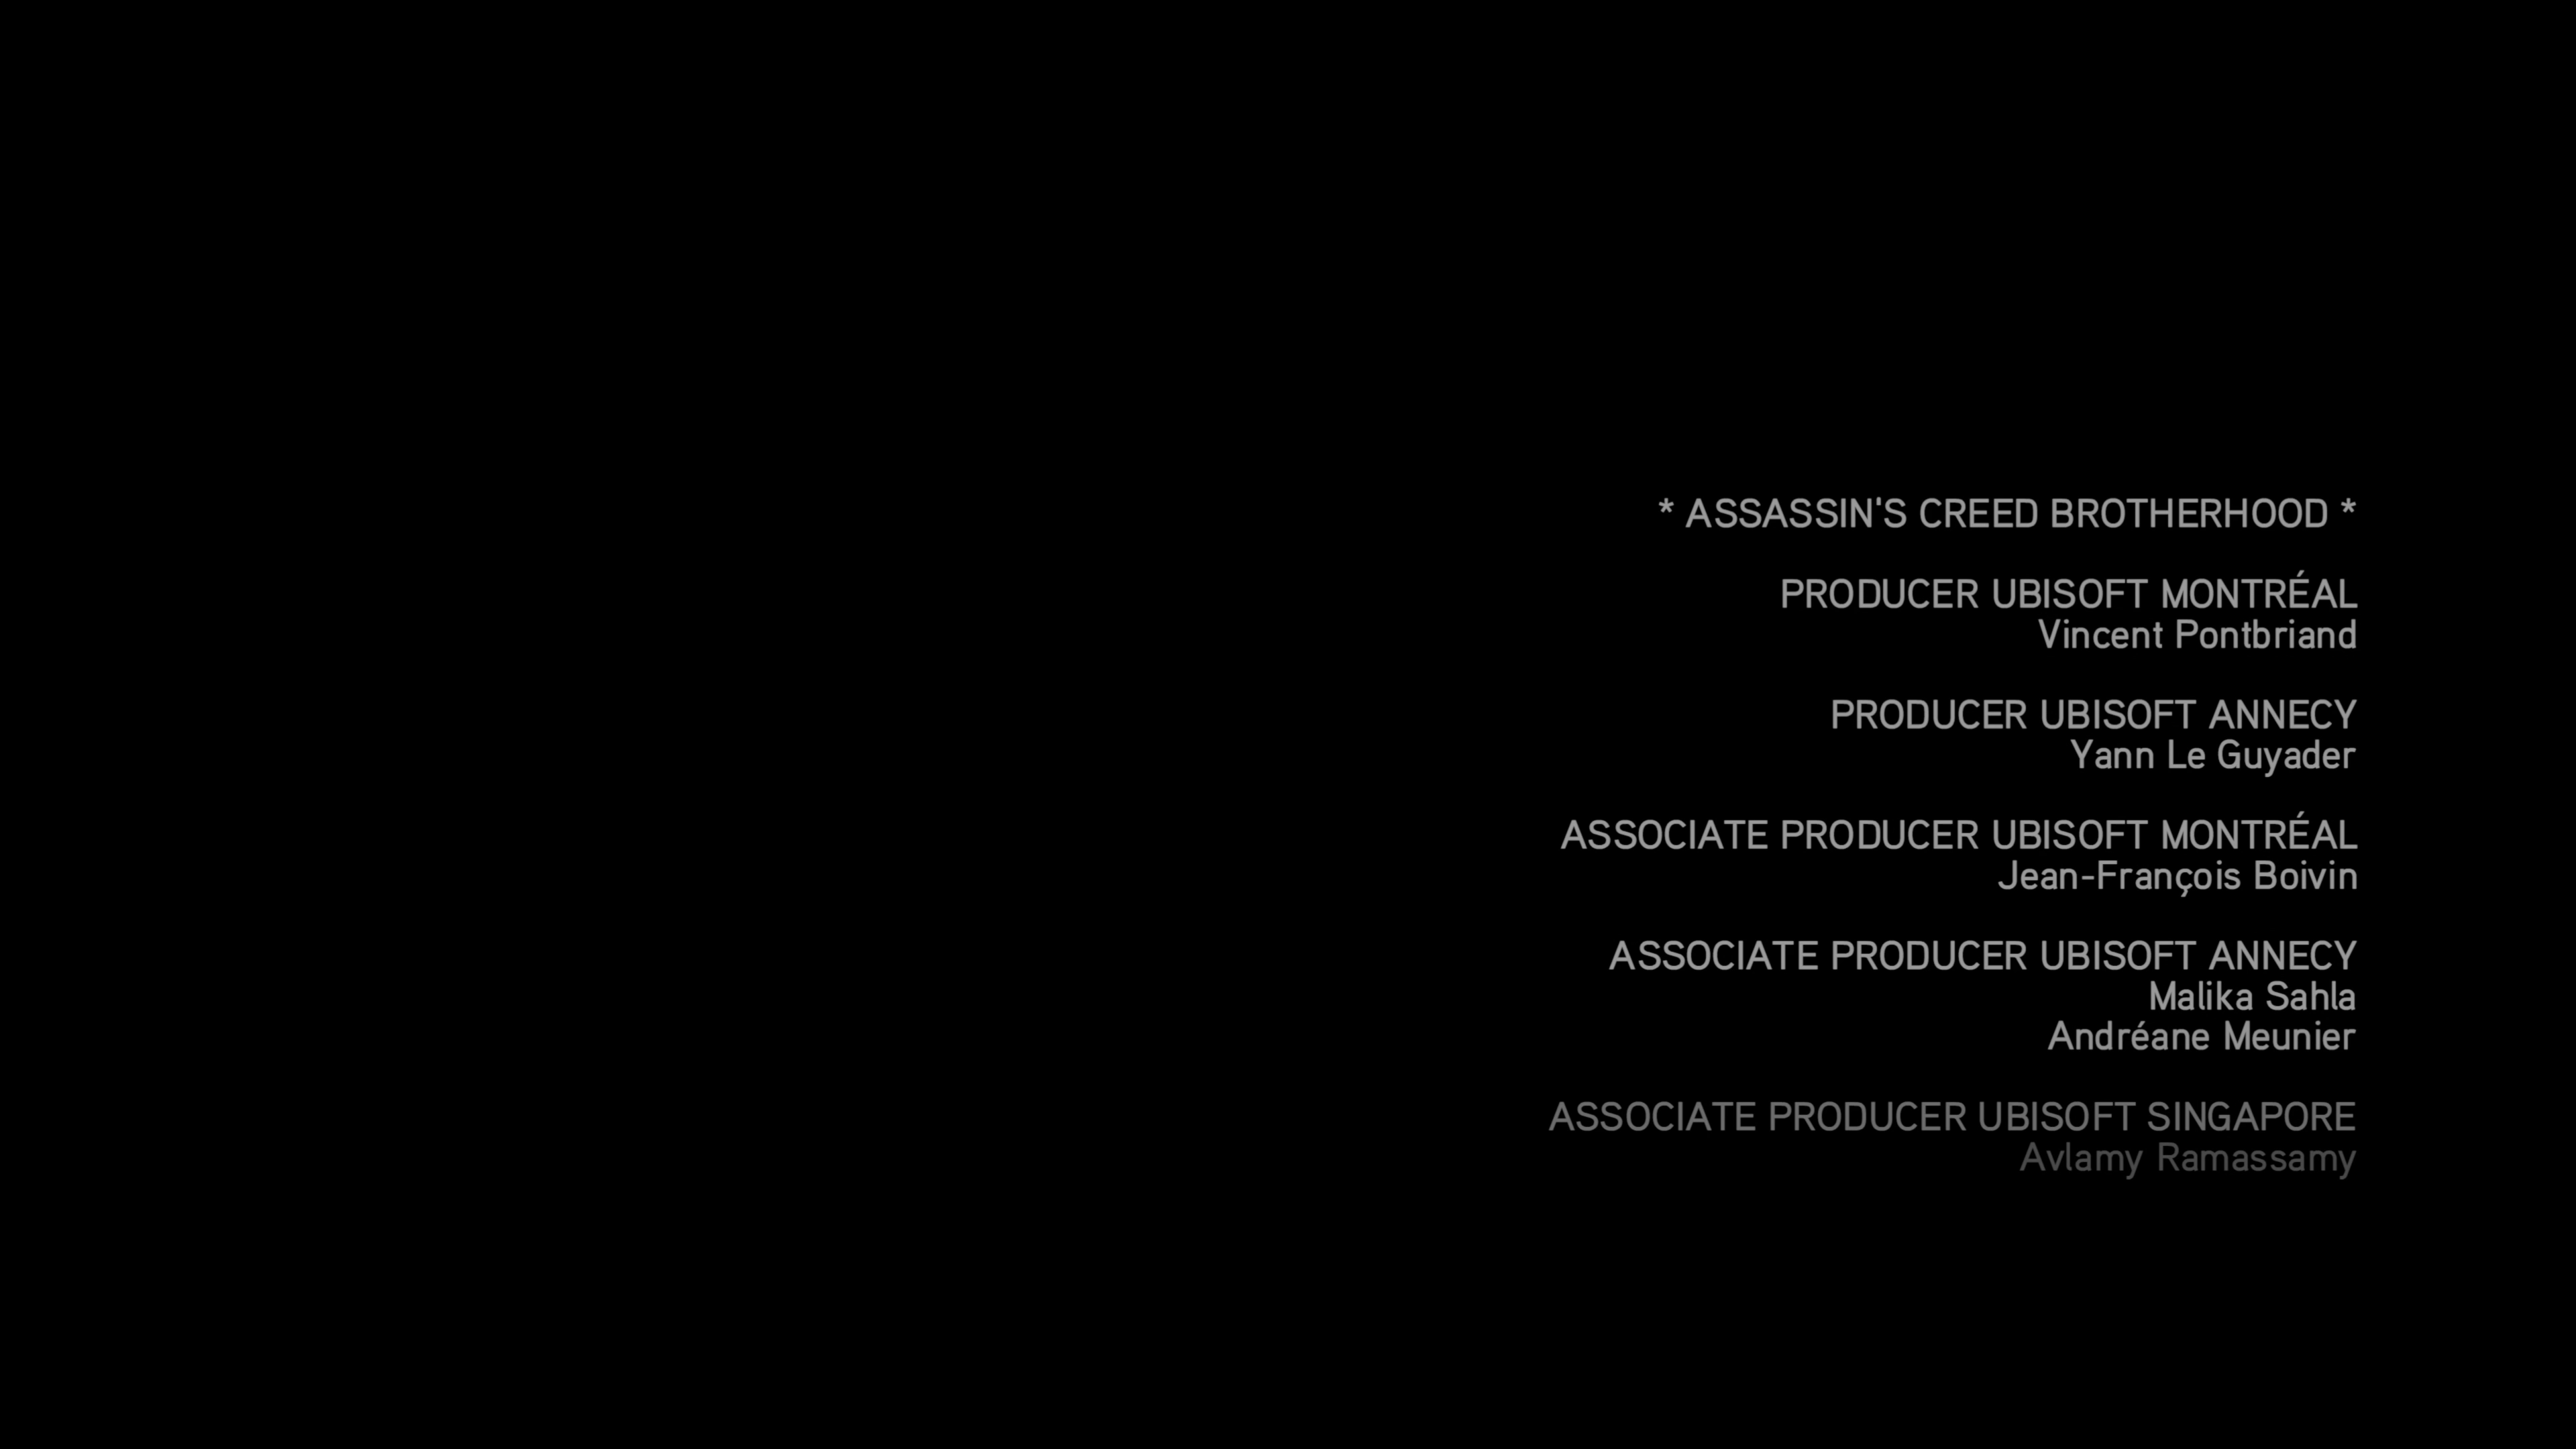 * ASSASSIN'S CREED BROTHERHOOD *
PRODUCER UBISOFT MONTRÉAL
Vincent Pontbriand
PRODUCER UBISOFT ANNECY
Yann Le Guyader
ASSOCIATE PRODUCER UBISOFT MONTRÉAL
Jean-François Boivin
ASSOCIATE PRODUCER UBISOFT ANNECY
Malika Sahla
Andréane Meunier
ASSOCIATE PRODUCER UBISOFT SINGAPORE
Avlamy Ramassamy